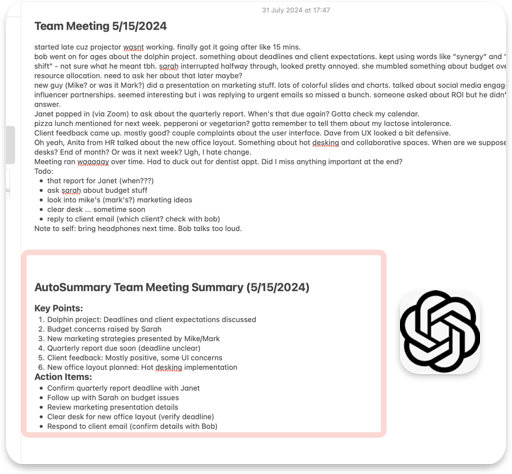 31 July 2024 at 17:47
Team Meeting 5/15/2024
started late cuz projector wasnt working. finally got it going after like 15 mins.
bob went on for ages about the dolphin project. something about deadlines and client expectations. kept using words like "synergy" and "
shift" - not sure what he meant tbh. sarah interrupted halfway through, looked pretty annoyed. she mumbled something about budget ove
resource allocation. need to ask her about that later maybe?
new guy (Mike? or was it Mark?) did a presentation on marketing stuff. lots of colorful slides and charts. talked about social media engag
influencer partnerships. seemed interesting but i was replying to urgent emails so missed a bunch. someone asked about ROI but he didn'
answer.
Janet popped in (via Zoom) to ask about the quarterly report. When's that due again? Gotta check my calendar.
pizza lunch mentioned for next week. pepperoni or vegetarian? gotta remember to tell them about my lactose intolerance.
Client feedback came up. mostly good? couple complaints about the user interface. Dave from UX looked a bit defensive.
Oh yeah, Anita from HR talked about the new office layout. Something about hot desking and collaborative spaces. When are we suppose
desks? End of month? Or was it next week? Ugh, I hate change.
Meeting ran waaaaay over time. Had to duck out for dentist appt. Did I miss anything important at the end?
Todo:
• that report for Janet (when???)
• ask sarah about budget stuff
• look into mike's (mark's?) marketing ideas
• clear desk ... sometime soon
• reply to client email (which client? check with bob)
Note to self: bring headphones next time. Bob talks too loud.
AutoSummary Team Meeting Summary (5/15/2024)
Key Points:
1. Dolphin project: Deadlines and client expectations discussed
2. Budget concerns raised by Sarah
3. New marketing strategies presented by Mike/Mark
4. Quarterly report due soon (deadline unclear)
5. Client feedback: Mostly positive, some UI concerns
6. New office layout planned: Hot desking implementation
Action Items:
• Confirm quarterly report deadline with Janet
• Follow up with Sarah on budget issues
• Review marketing presentation details
• Clear desk for new office layout (verify deadline)
• Respond to client email (confirm details with Bob)